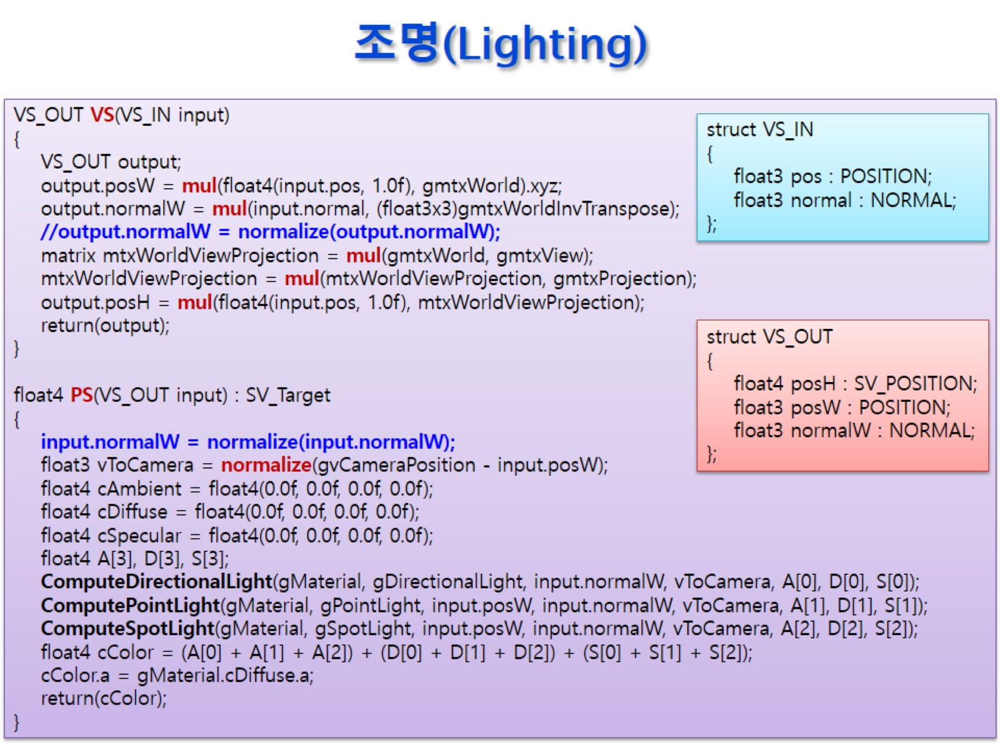 조명(Lighting)
VS_OUT VS(VS_IN input)
{
VS_OUT output;
output.posW = mul(float4(input.pos, 1.0f), gmtxWorld).xyz;
output.normalW = mul(input.normal, (float3x3)gmtxWorldInvTranspose);
//output.normalW = normalize(output.normalW);
matrix mtxWorldViewProjection = mul(gmtxWorld, gmtxView);
mtxWorldViewProjection = mul(mtxWorldViewProjection, gmtxProjection);
output.posH = mul(float4(input.pos, 1.0f), mtxWorldViewProjection);
return(output);
}
float4 PS(VS_OUT input) : SV_Target
{
input.normalW = normalize(input.normalW);
float3 vToCamera = normalize(gvCameraPosition - input.posW);
float4 cAmbient = float4(0.0f, 0.0f, 0.0f, 0.0f);
float4 cDiffuse = float4(0.0f, 0.0f, 0.0f, 0.0f);
float4 cSpecular = float4(0.0f, 0.0f, 0.0f, 0.0f);
float4 A[3], D[3], S[3];
ComputeDirectionalLight(gMaterial, gDirectionalLight, input.normalW, vToCamera, A[0], D[0], S[0]);
ComputePointLight(gMaterial, gPointLight, input.posW, input.normalW, vToCamera, A[1], D[1], S[1]);
ComputeSpotLight(gMaterial, gSpotLight, input.posW, input.normalW, vToCamera, A[2], D[2], S[2]);
float4 cColor = (A[0] + A[1] + A[2]) + (D[0] + D[1] + D[2]) + (S[0] + S[1] + S[2]);
cColor.a = gMaterial.cDiffuse.a;
return(cColor);
}
struct VS_IN
{
float3 pos : POSITION;
float3 normal : NORMAL;
};
struct VS_OUT
{
float4 posH : SV_POSITION;
float3 posW : POSITION;
float3 normalW : NORMAL;
};